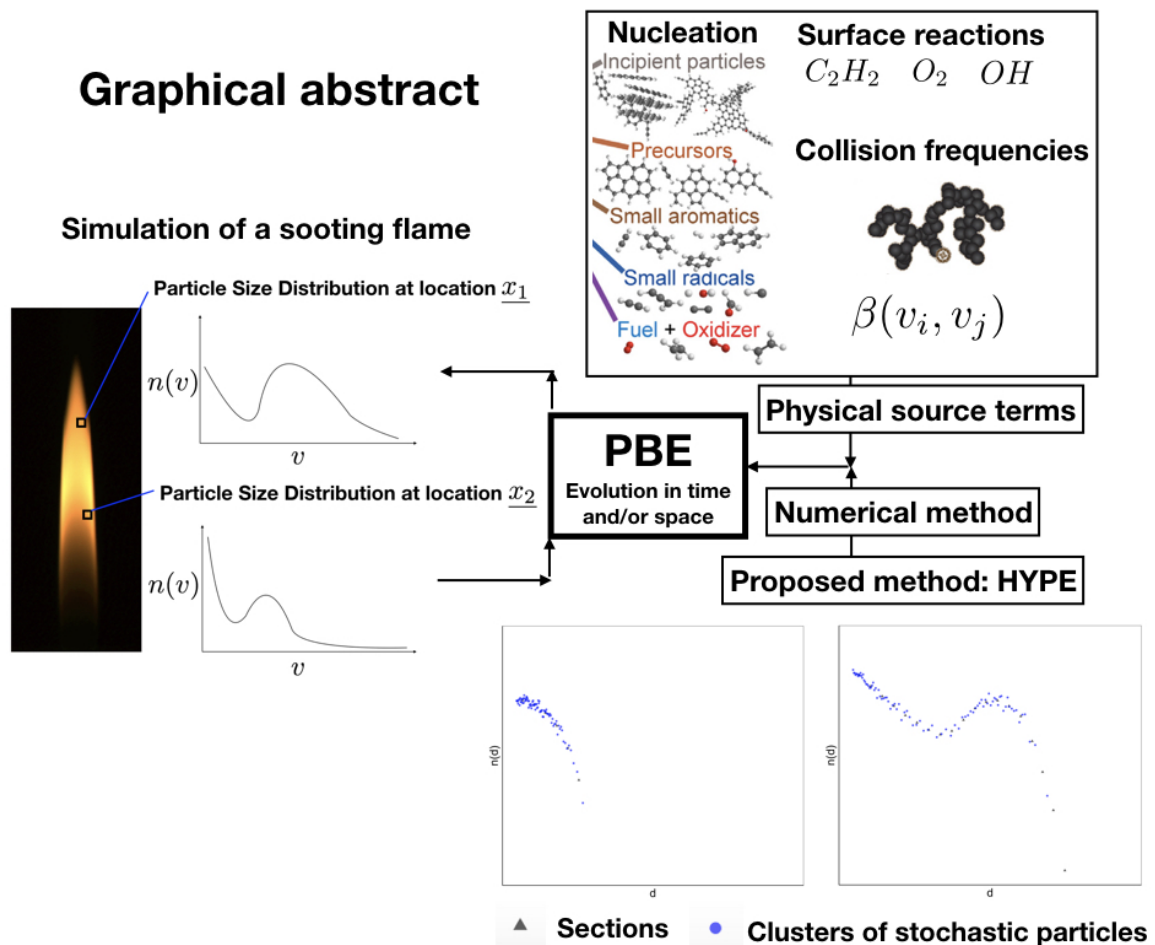 Graphical abstract
Simulation of a sooting flame
Particle Size Distribution at location x₁
n(v)
v
Particle Size Distribution at location x₂
n(v)
v
Nucleation
Incipient particles
Precursors
Small aromatics
Small radicals
Fuel + Oxidizer
Surface reactions
C₂H₂ O₂ OH
Collision frequencies
β(vᵢ, vⱼ)
Physical source terms
PBE
Evolution in time
and/or space
Numerical method
Proposed method: HYPE
n(d)
d
n(d)
d
Sections
Clusters of stochastic particles